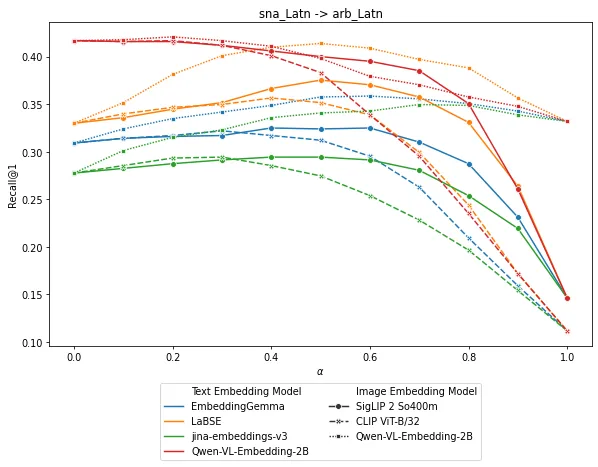 sna_Latn -> arb_Latn
Recall@1
0.40
0.35
0.30
0.25
0.20
0.15
0.10
0.0 0.2 0.4 0.6 0.8 1.0
α
Text Embedding Model Image Embedding Model
EmbeddingGemma SigLIP 2 So400m
LaBSE CLIP ViT-B/32
jina-embeddings-v3 Qwen-VL-Embedding-2B
Qwen-VL-Embedding-2B